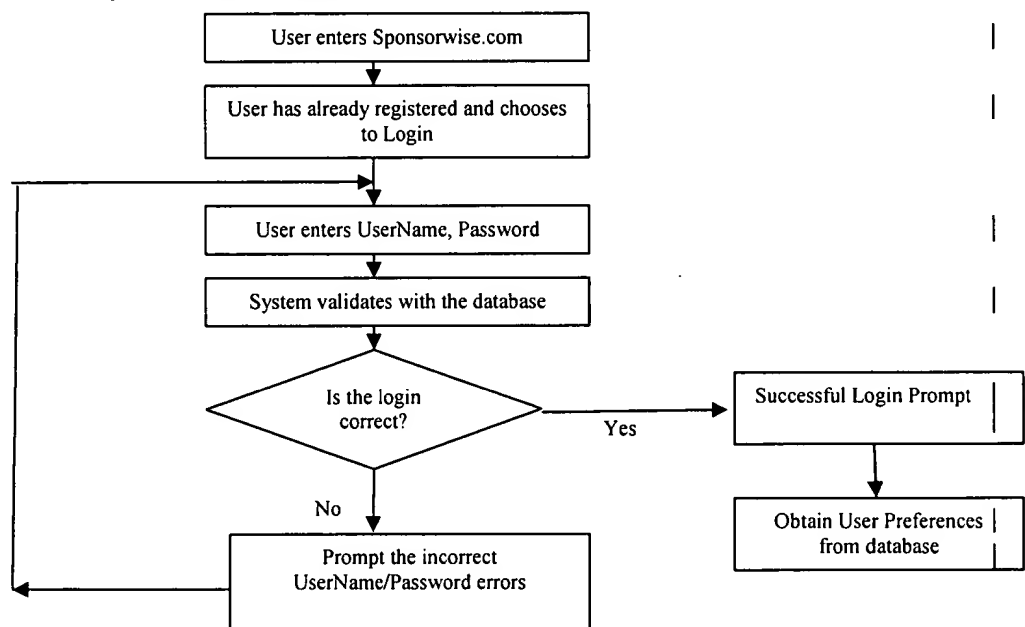 User enters Sponsorwise.com
User has already registered and chooses
to Login
User enters UserName, Password
System validates with the database
Is the login
correct?
Yes
Successful Login Prompt
No
Obtain User Preferences
from database
Prompt the incorrect
UserName/Password errors